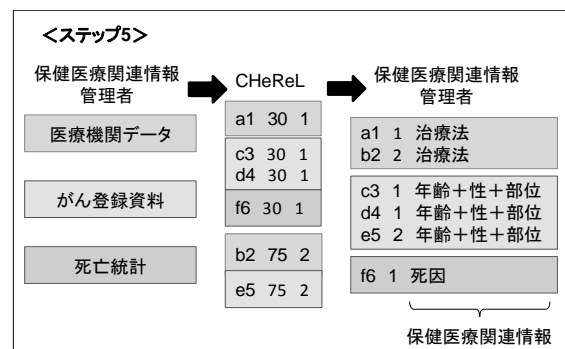 ＜ステップ5＞
保健医療関連情報
管理者
医療機関データ
がん登録資料
死亡統計
CHeReL
a1 30 1
c3 30 1
d4 30 1
f6 30 1
b2 75 2
e5 75 2
保健医療関連情報
管理者
a1 1 治療法
b2 2 治療法
c3 1 年齢＋性＋部位
d4 1 年齢＋性＋部位
e5 2 年齢＋性＋部位
f6 1 死因
保健医療関連情報